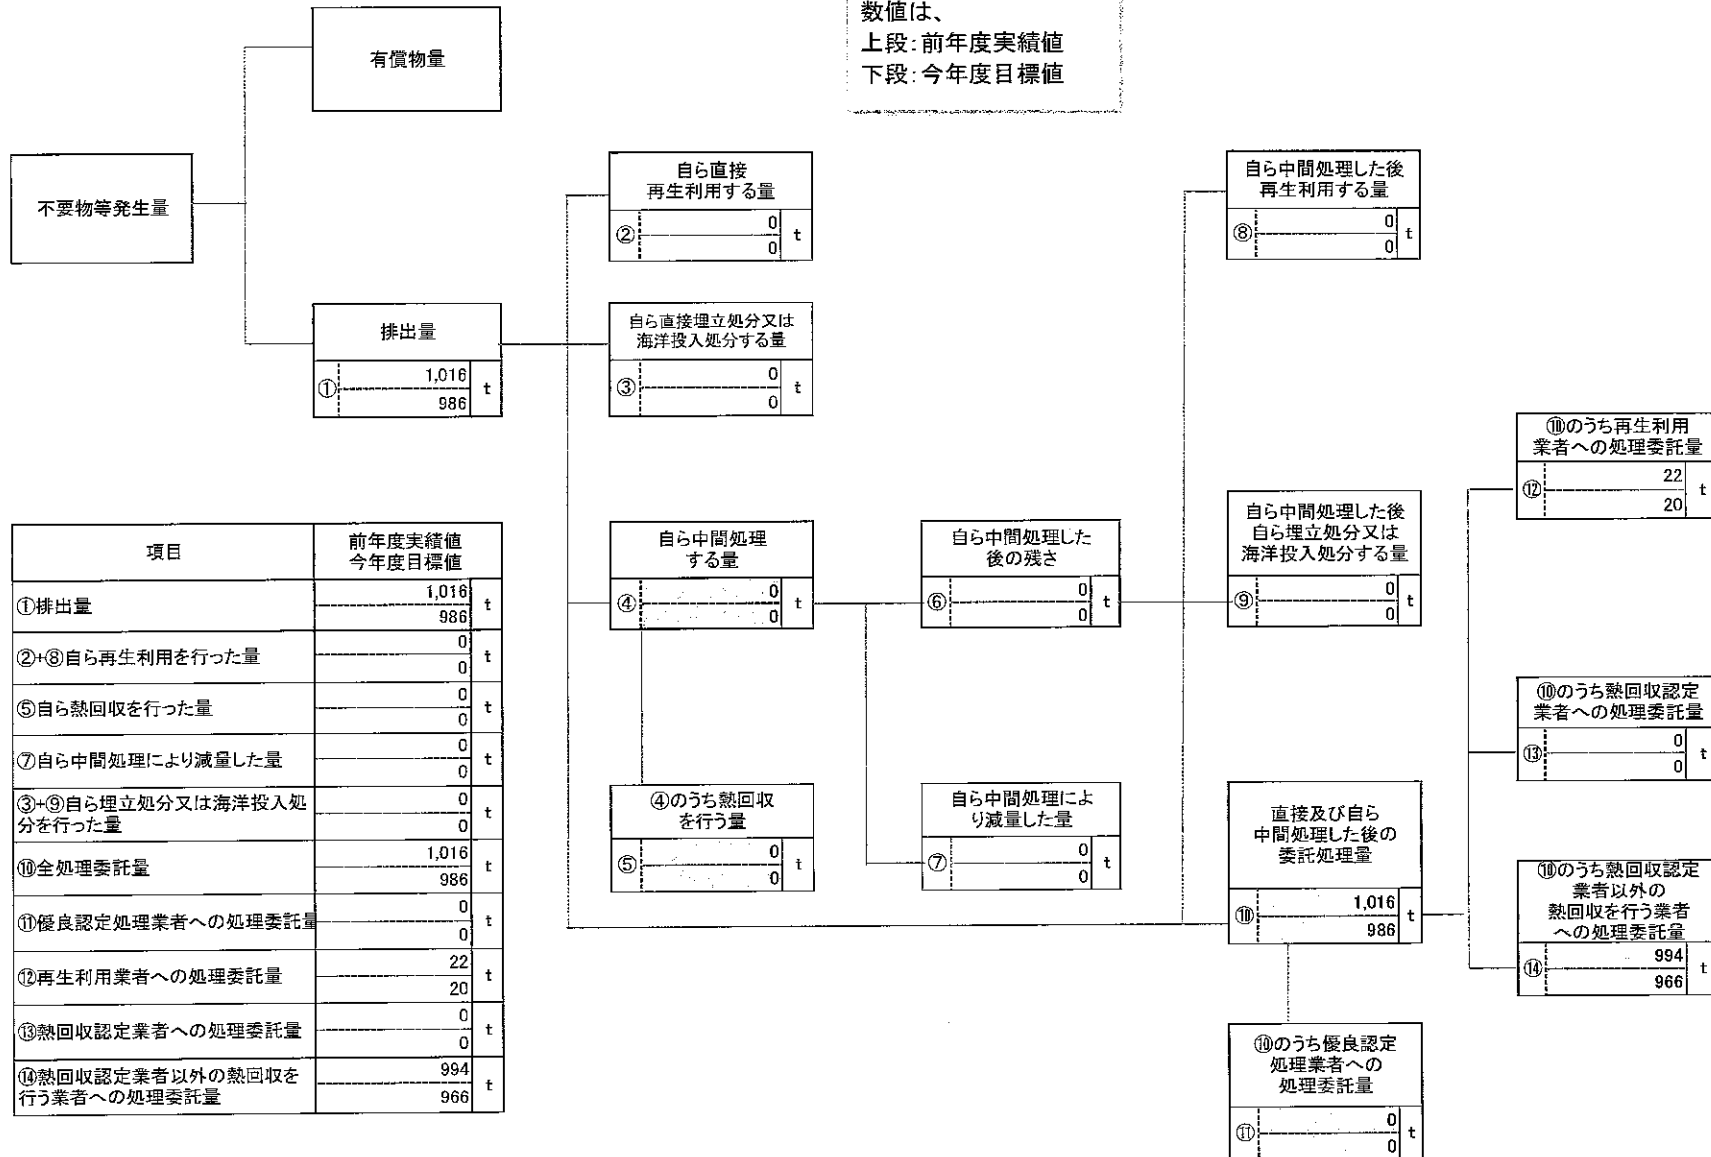 数値は、
上段:前年度実績値
下段:今年度目標値
有償物量
不要物等発生量
排出量
①
1,016
986
t
自ら直接
再生利用する量
②
0
0
t
自ら直接埋立処分又は
海洋投入処分する量
③
0
0
t
自ら中間処理
する量
④
0
0
t
④のうち熱回収
を行う量
⑤
0
0
t
自ら中間処理した
後の残さ
⑥
0
0
t
自ら中間処理によ
り減量した量
⑦
0
0
t
自ら中間処理した後
再生利用する量
⑧
0
0
t
自ら中間処理した後
自ら埋立処分又は
海洋投入処分する量
⑨
0
0
t
直接及び自ら
中間処理した後の
委託処理量
⑩
1,016
986
t
⑩のうち優良認定
処理業者への
処理委託量
⑪
0
0
t
⑩のうち再生利用
業者への処理委託量
⑫
22
20
t
⑩のうち熱回収認定
業者への処理委託量
⑬
0
0
t
⑩のうち熱回収認定
業者以外の
熱回収を行う業者
への処理委託量
⑭
994
966
t
項目
前年度実績値
今年度目標値
①排出量
1,016
986
t
②+⑧自ら再生利用を行った量
0
0
t
⑤自ら熱回収を行った量
0
0
t
⑦自ら中間処理により減量した量
0
0
t
③+⑨自ら埋立処分又は海洋投入処
分を行った量
0
0
t
⑩全処理委託量
1,016
986
t
⑪優良認定処理業者への処理委託量
0
0
t
⑫再生利用業者への処理委託量
22
20
t
⑬熱回収認定業者への処理委託量
0
0
t
⑭熱回収認定業者以外の熱回収を
行う業者への処理委託量
994
966
t